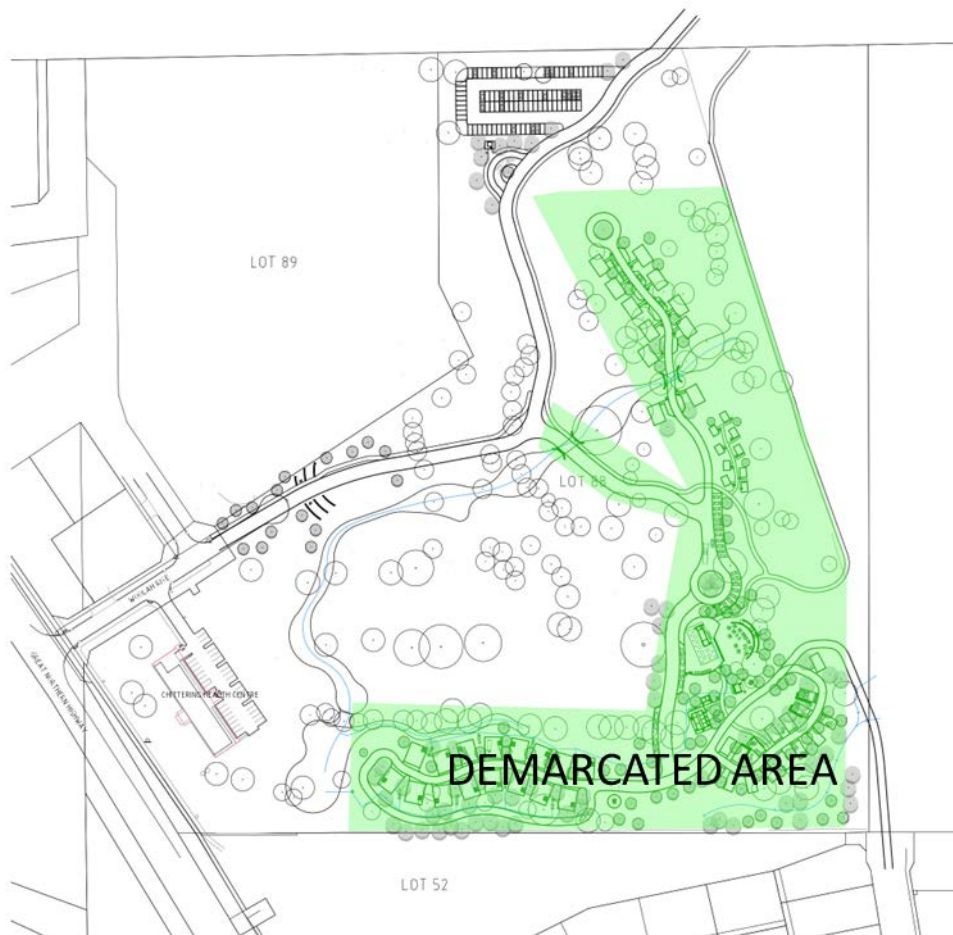 LOT 89
LOT 88
GREAT NORTHERN HIGHWAY
CHITTERING HEALTH CENTRE
DEMARCATED AREA
LOT 52